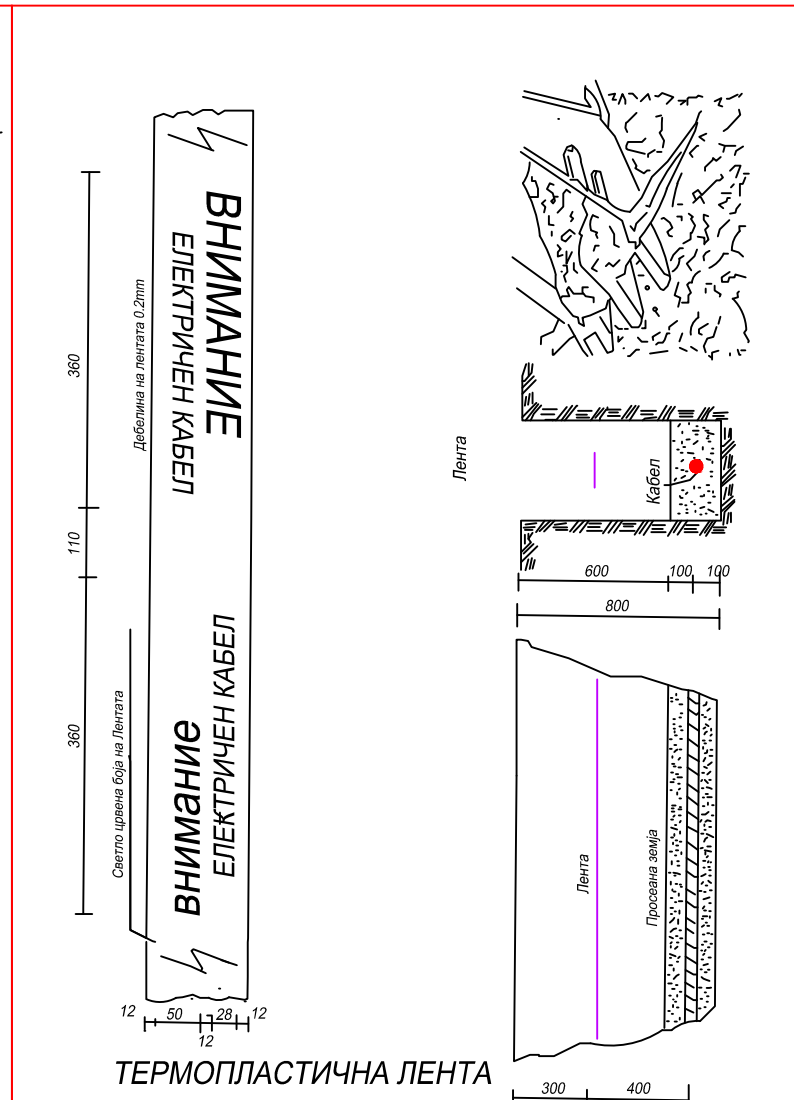 360
110
360
Дебелина на лентата 0.2mm
Светло црвена боја на Лентата
ВНИМАНИЕ
ЕЛЕКТРИЧЕН КАБЕЛ
внимание
ЕЛЕКТРИЧЕН КАБЕЛ
12
50
12
28
12
ТЕРМОПЛАСТИЧНА ЛЕНТА
Лента
Кабел
600
100
100
800
Лента
Просеана земја
300
400